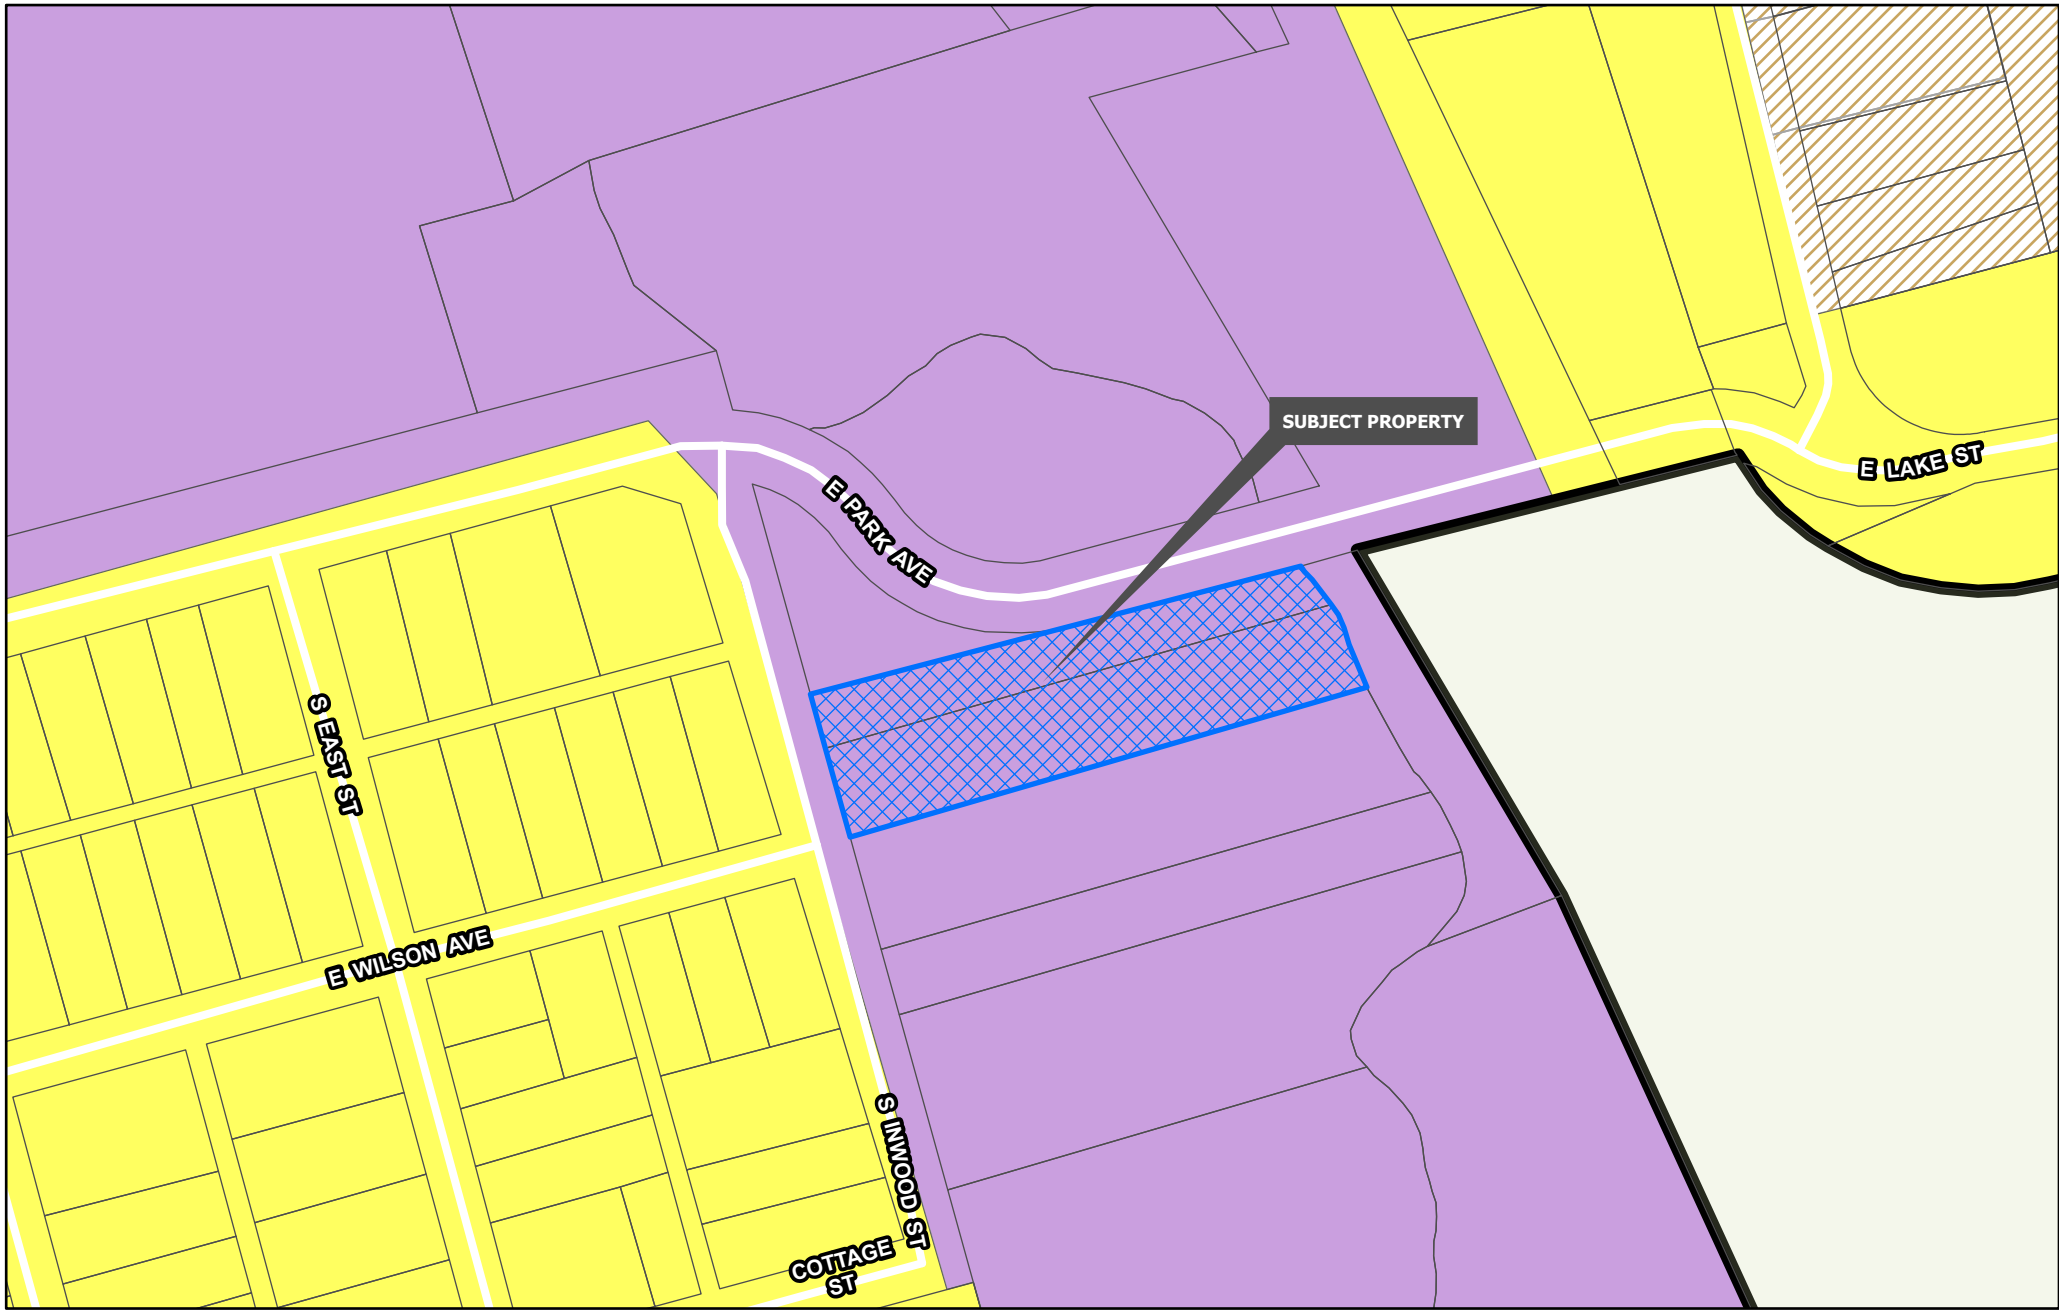 SUBJECT PROPERTY
E LAKE ST
E PARK AVE
S EAST ST
E WILSON AVE
S INWOOD ST
COTTAGE
ST